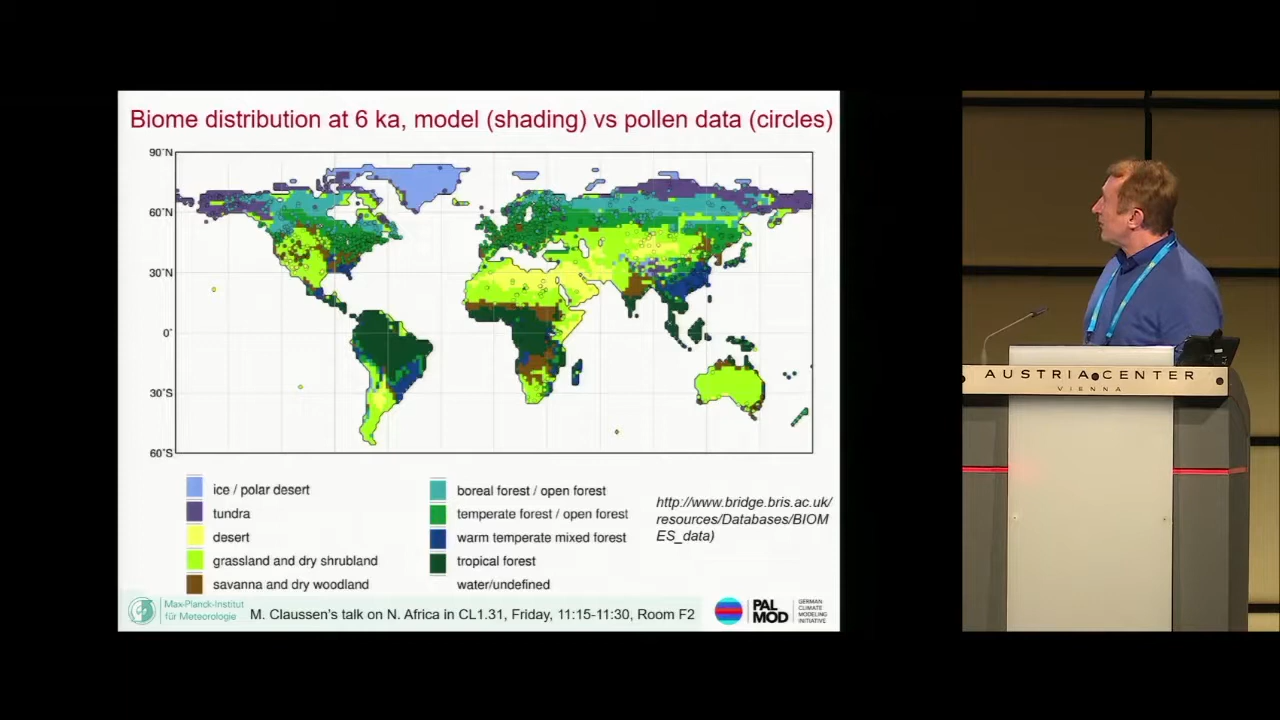 Biome distribution at 6 ka, model (shading) vs pollen data (circles)
90˚N
60˚N
30˚N
0˚
30˚S
60˚S
ice / polar desert
tundra
desert
grassland and dry shrubland
savanna and dry woodland
boreal forest / open forest
temperate forest / open forest
warm temperate mixed forest
tropical forest
water/undefined
http://www.bridge.bris.ac.uk/
resources/Databases/BIOM
ES_data)
Max-Planck-Institut
für Meteorologie
M. Claussen's talk on N. Africa in CL1.31, Friday, 11:15-11:30, Room F2
PAL
MOD
GERMAN
CLIMATE
MODELING
INITIATIVE
AUSTRIA CENTER
VIENNA